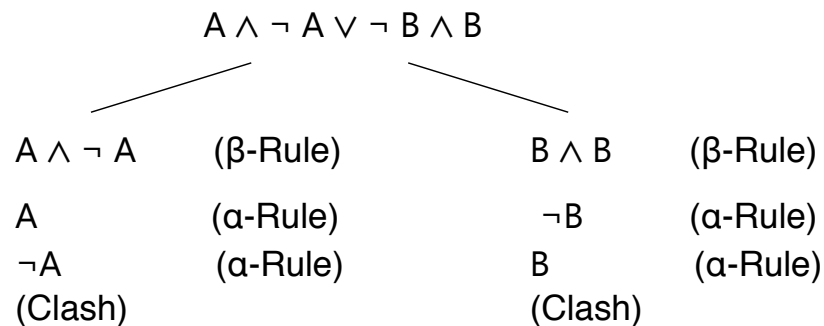 A ∧ ¬ A ∨ ¬ B ∧ B
A ∧ ¬ A (β-Rule) B ∧ B (β-Rule)
A (α-Rule) ¬B (α-Rule)
¬A (α-Rule) B (α-Rule)
(Clash) (Clash)